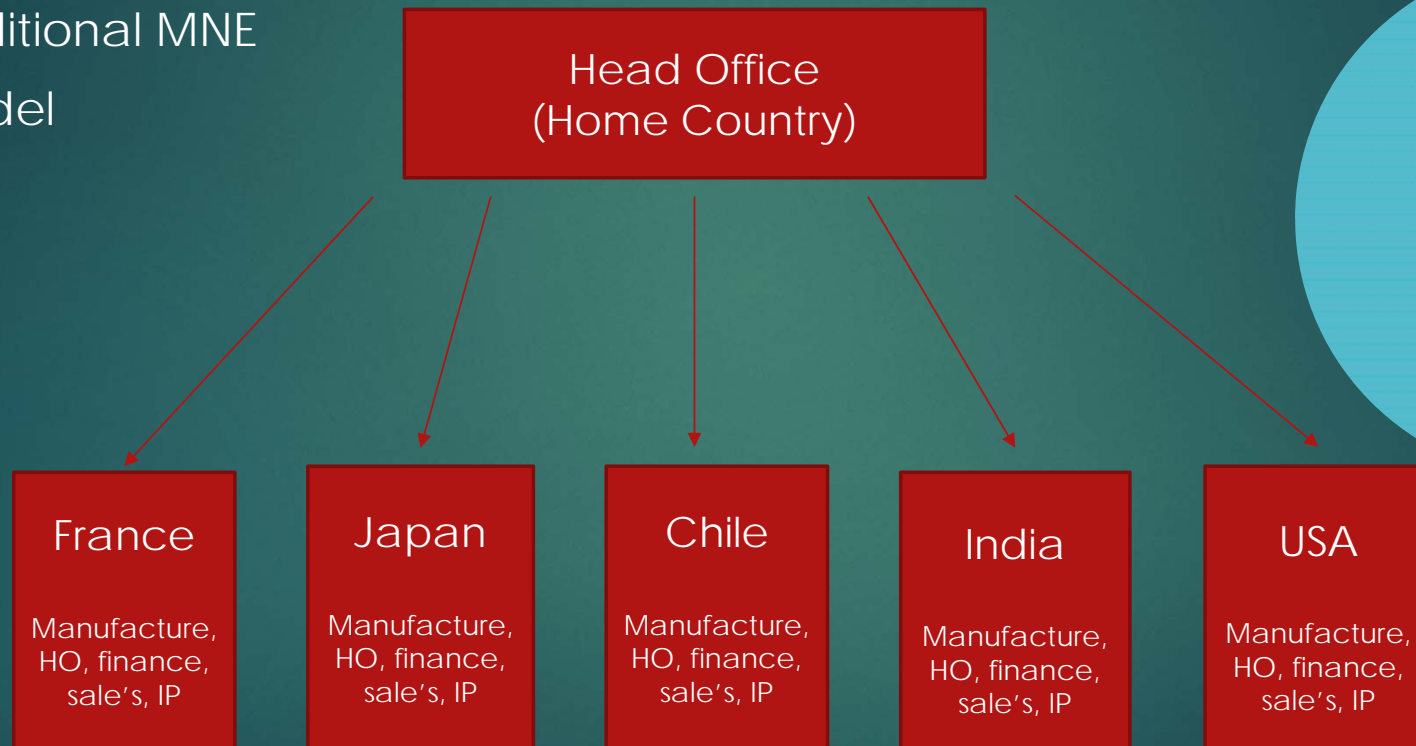 litional MNE
del
Head Office
(Home Country)
France
Manufacture,
HO, finance,
sale’s, IP
Japan
Manufacture,
HO, finance,
sale’s, IP
Chile
Manufacture,
HO, finance,
sale’s, IP
India
Manufacture,
HO, finance,
sale’s, IP
USA
Manufacture,
HO, finance,
sale’s, IP